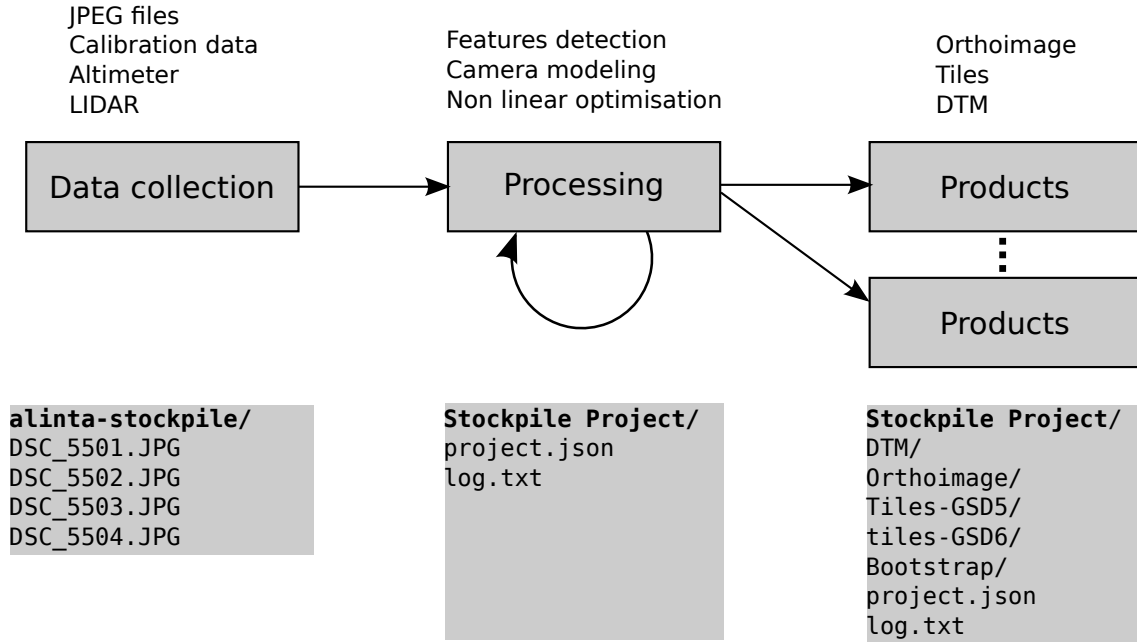 JPEG files
Calibration data
Altimeter
LIDAR
Features detection
Camera modeling
Non linear optimisation
Orthoimage
Tiles
DTM
Data collection
Processing
Products
Products
alinta-stockpile/
DSC_5501.JPG
DSC_5502.JPG
DSC_5503.JPG
DSC_5504.JPG
Stockpile Project/
project.json
log.txt
Stockpile Project/
DTM/
Orthoimage/
Tiles-GSD5/
tiles-GSD6/
Bootstrap/
project.json
log.txt